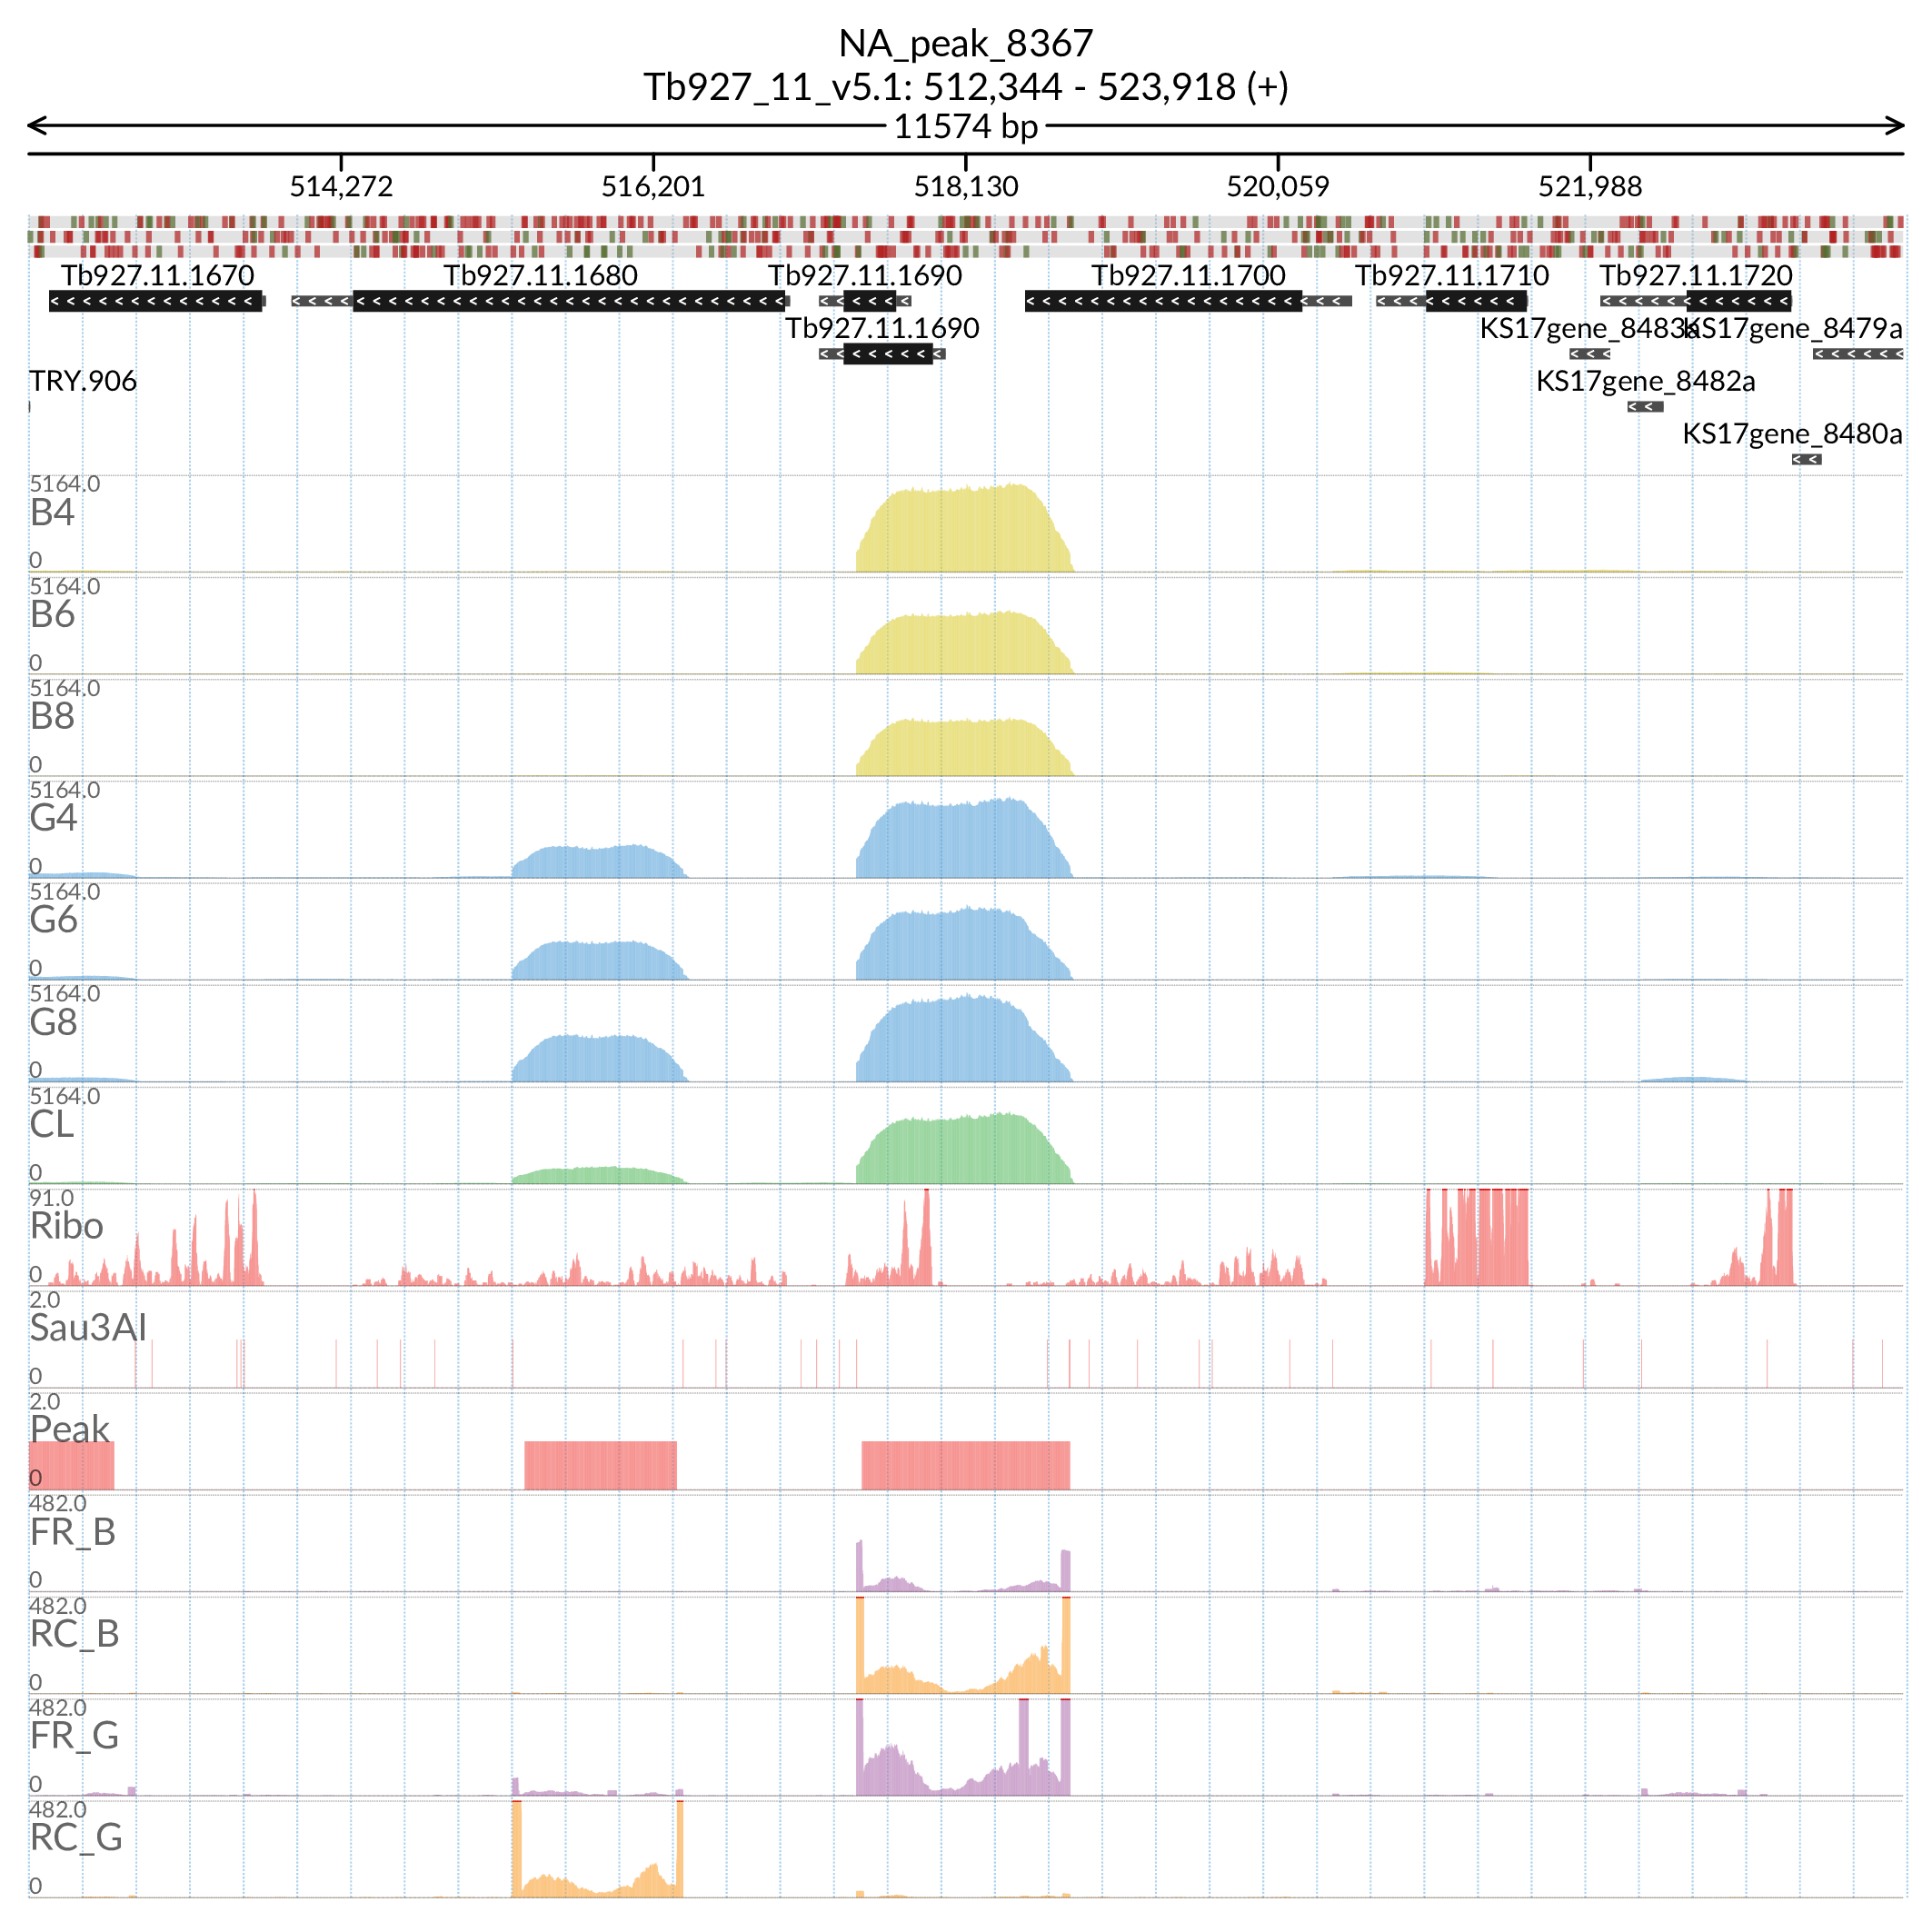 NA_peak_8367
Tb927_11_v5.1: 512,344 - 523,918 (+)
11574 bp
514,272 516,201 518,130 520,059 521,988
Tb927.11.1670 Tb927.11.1680 Tb927.11.1690 Tb927.11.1700 Tb927.11.1710 Tb927.11.1720
Tb927.11.1690 KS17gene_8483a KS17gene_8479a
TRY.906 KS17gene_8482a
KS17gene_8480a
5164.0
B4
0
5164.0
B6
0
5164.0
B8
0
5164.0
G4
0
5164.0
G6
0
5164.0
G8
0
5164.0
CL
0
91.0
Ribo
0
2.0
Sau3AI
0
2.0
Peak
0
482.0
FR_B
0
482.0
RC_B
0
482.0
FR_G
0
482.0
RC_G
0